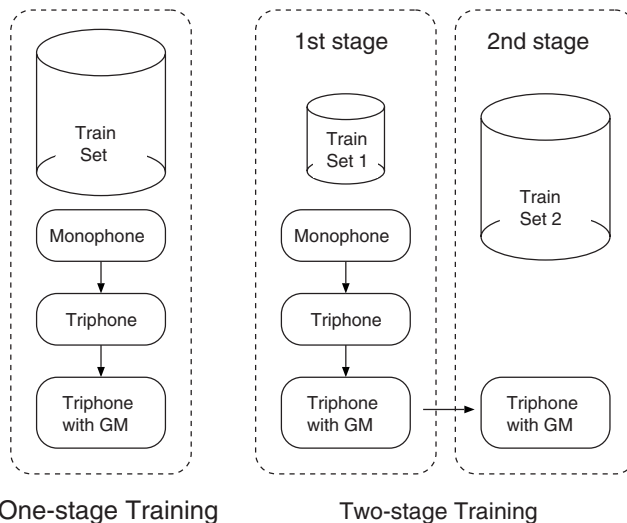 1st stage
2nd stage
Train
Set
Train
Set 1
Train
Set 2
Monophone
Monophone
Triphone
Triphone
Triphone
with GM
Triphone
with GM
Triphone
with GM
One-stage Training
Two-stage Training